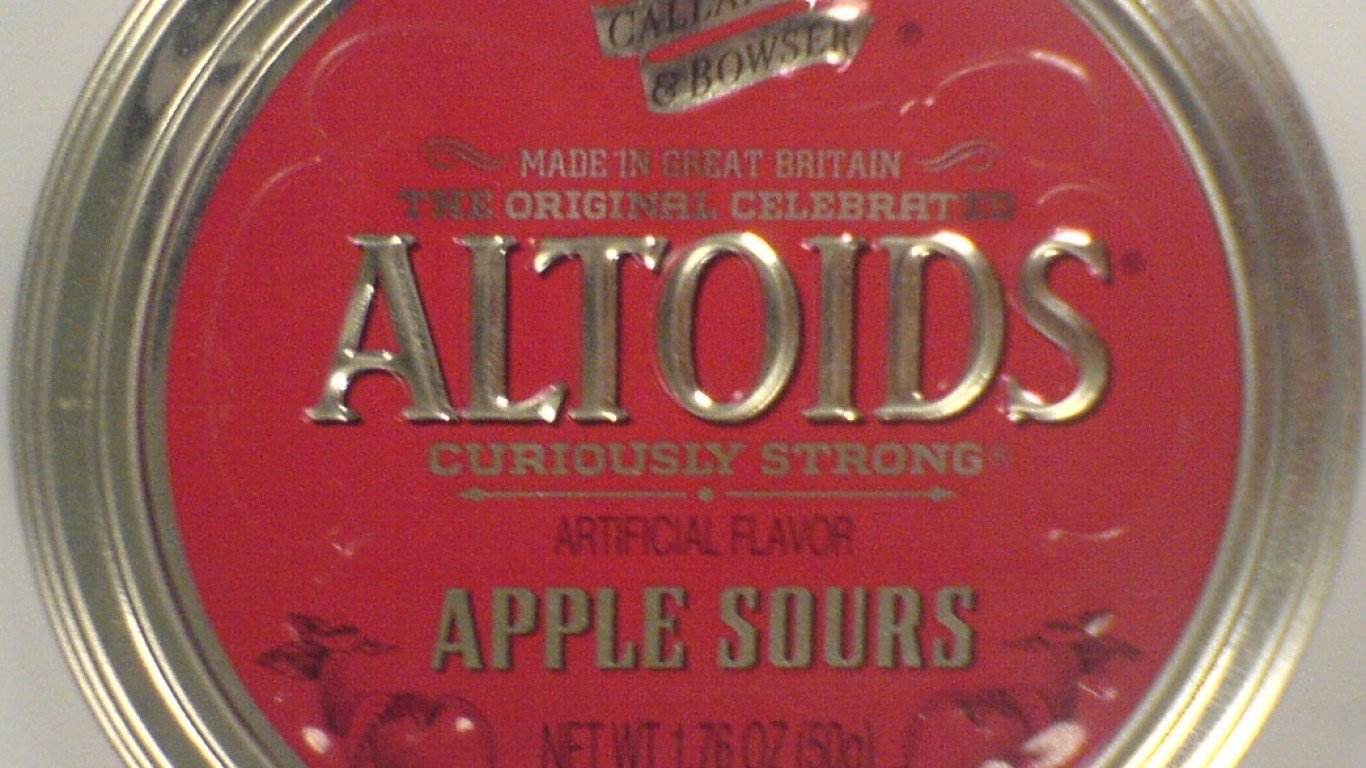 & BOWSER
MADE IN GREAT BRITAIN
THE ORIGINAL CELEBRATED
ALTOIDS
CURIOUSLY STRONG®
ARTIFICIAL FLAVOR
APPLE SOURS
NET WT 1.76 OZ (50g)